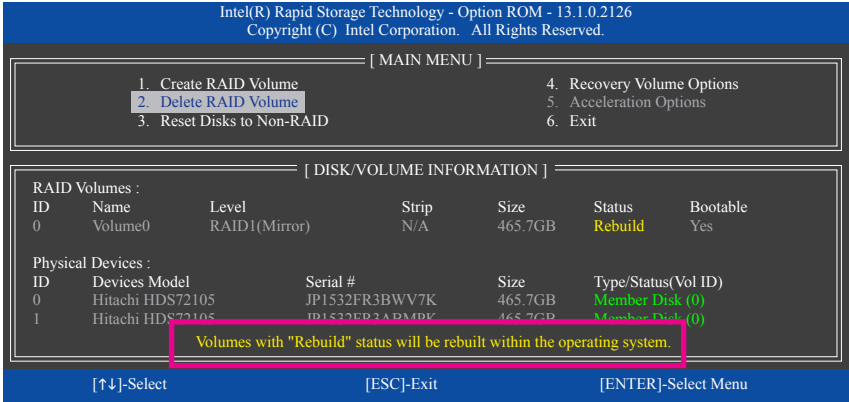 Intel(R) Rapid Storage Technology - Option ROM - 13.1.0.2126
Copyright (C) Intel Corporation. All Rights Reserved.
[ MAIN MENU ]
1. Create RAID Volume
2. Delete RAID Volume
3. Reset Disks to Non-RAID
4. Recovery Volume Options
5. Acceleration Options
6. Exit
[ DISK/VOLUME INFORMATION ]
RAID Volumes :
ID Name Level Strip Size Status Bootable
0 Volume0 RAID1(Mirror) N/A 465.7GB Rebuild Yes
Physical Devices :
ID Devices Model Serial # Size Type/Status(Vol ID)
0 Hitachi HDS72105 JP1532FR3BWV7K 465.7GB Member Disk (0)
1 Hitachi HDS72105 JP1532FR3ABMPK 465.7GB Member Disk (0)
Volumes with "Rebuild" status will be rebuilt within the operating system.
[↑↓]-Select [ESC]-Exit [ENTER]-Select Menu